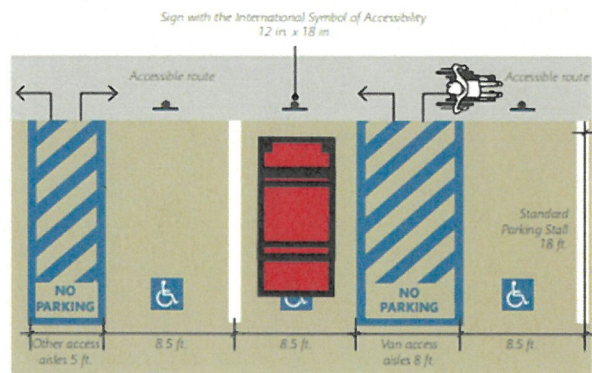 Sign with the International Symbol of Accessibility
12 in. x 18 in
Accessible route
Accessible route
Standard
Parking Stall
18 ft.
NO
PARKING
NO
PARKING
Other access
aisles 5 ft.
8.5 ft.
8.5 ft.
Van access
aisles 8 ft.
8.5 ft.